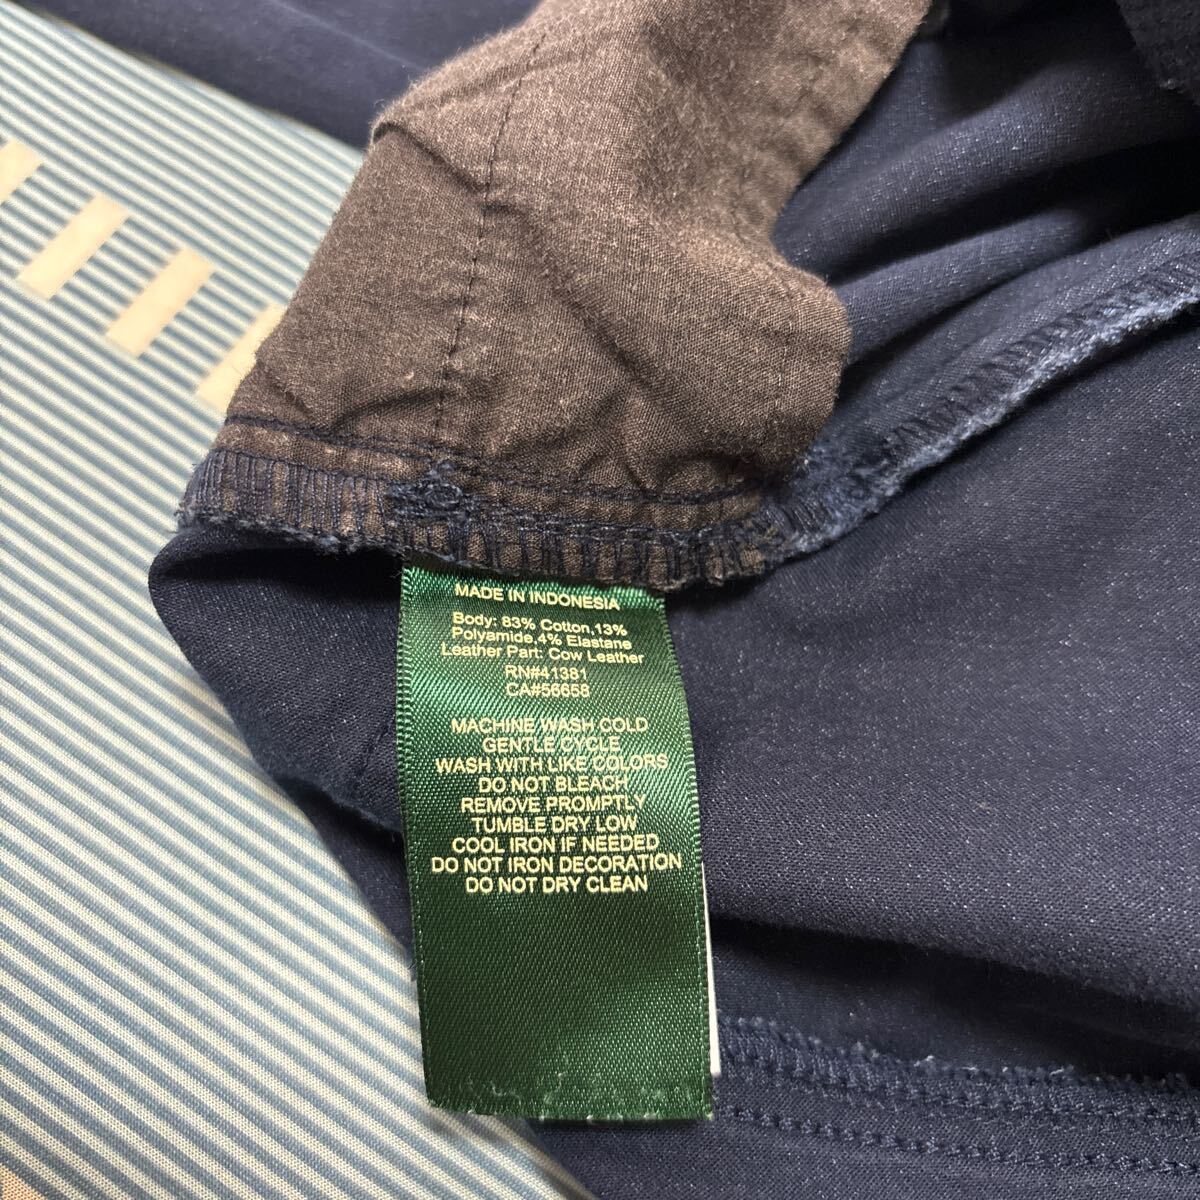 MADE IN INDONESIA
Body: 83% Cotton,13%
Polyamide,4% Elastane
Leather Part: Cow Leather
RN#41381
CA#56658
MACHINE WASH COLD
GENTLE CYCLE
WASH WITH LIKE COLORS
DO NOT BLEACH
REMOVE PROMPTLY
TUMBLE DRY LOW
COOL IRON IF NEEDED
DO NOT IRON DECORATION
DO NOT DRY CLEAN